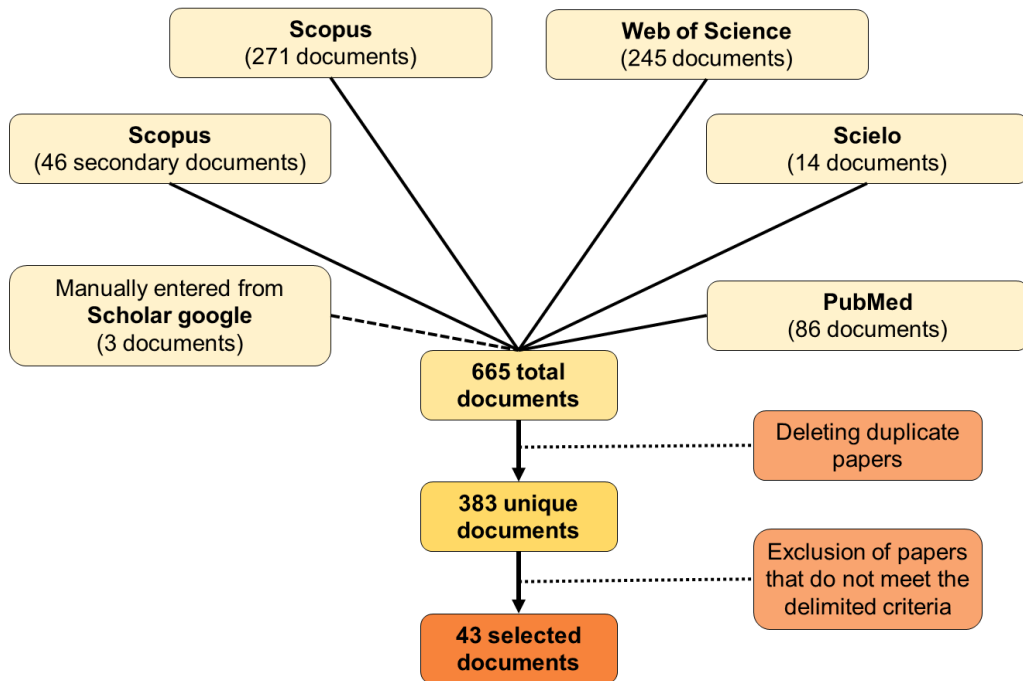 Scopus
(271 documents)
Web of Science
(245 documents)
Scopus
(46 secondary documents)
Scielo
(14 documents)
Manually entered from
Scholar google
(3 documents)
PubMed
(86 documents)
665 total
documents
Deleting duplicate
papers
383 unique
documents
Exclusion of papers
that do not meet the
delimited criteria
43 selected
documents